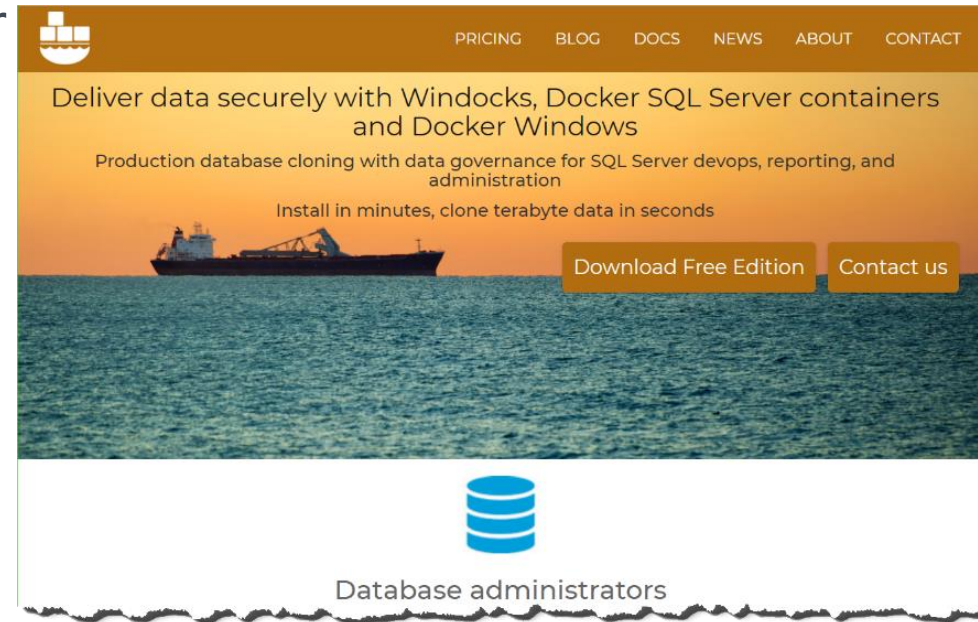 r
PRICING BLOG DOCS NEWS ABOUT CONTACT
Deliver data securely with Windocks, Docker SQL Server containers
and Docker Windows
Production database cloning with data governance for SQL Server devops, reporting, and
administration
Install in minutes, clone terabyte data in seconds
Download Free Edition Contact us
Database administrators